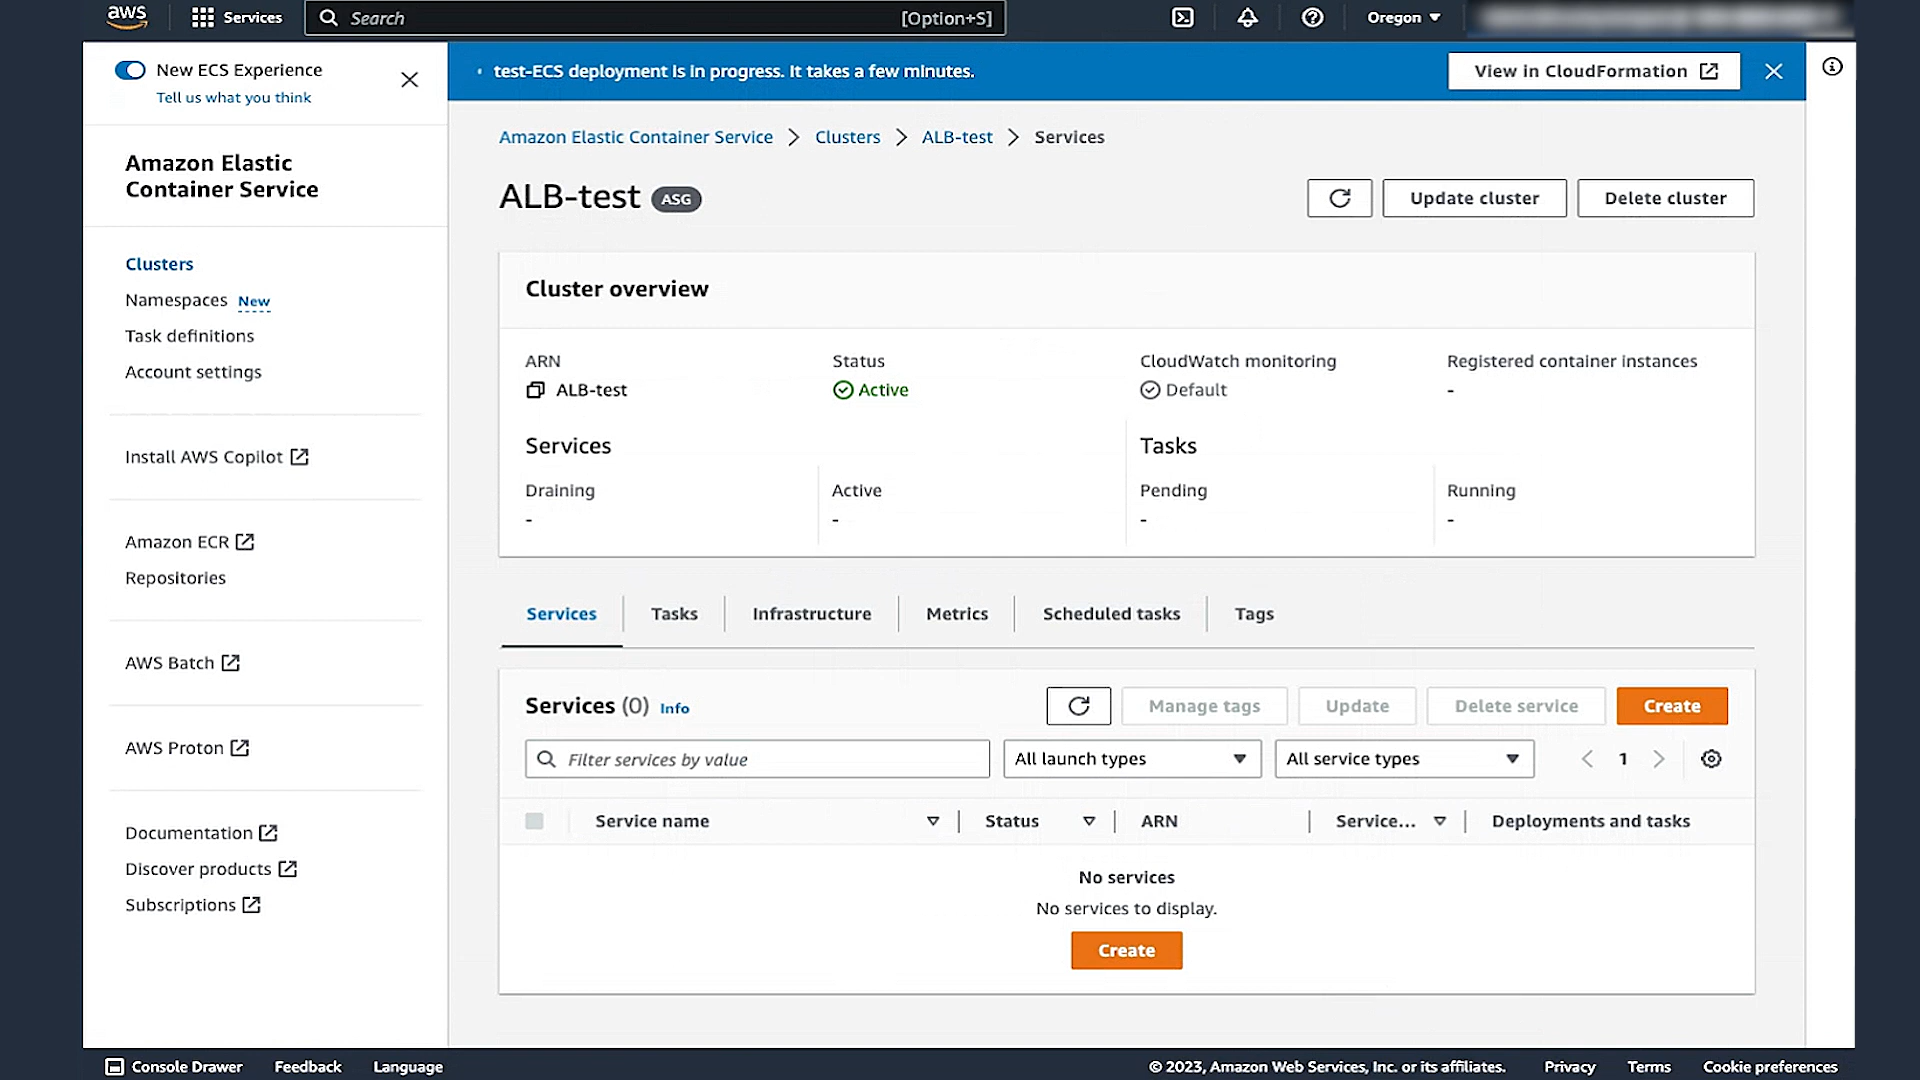 aws
Services
Search
[Option+S]
Oregon
New ECS Experience
Tell us what you think
test-ECS deployment is in progress. It takes a few minutes.
View in CloudFormation
Amazon Elastic
Container Service
Clusters
Namespaces New
Task definitions
Account settings
Install AWS Copilot
Amazon ECR
Repositories
AWS Batch
AWS Proton
Documentation
Discover products
Subscriptions
Amazon Elastic Container Service > Clusters > ALB-test > Services
ALB-test ASG
Update cluster
Delete cluster
Cluster overview
ARN
ALB-test
Status
Active
CloudWatch monitoring
Default
Registered container instances
-
Services
Draining
-
Active
-
Tasks
Pending
-
Running
-
Services
Tasks
Infrastructure
Metrics
Scheduled tasks
Tags
Services (0) Info
Manage tags
Update
Delete service
Create
Filter services by value
All launch types
All service types
1
Service name
Status
ARN
Service...
Deployments and tasks
No services
No services to display.
Create
Console Drawer
Feedback
Language
© 2023, Amazon Web Services, Inc. or its affiliates.
Privacy
Terms
Cookie preferences